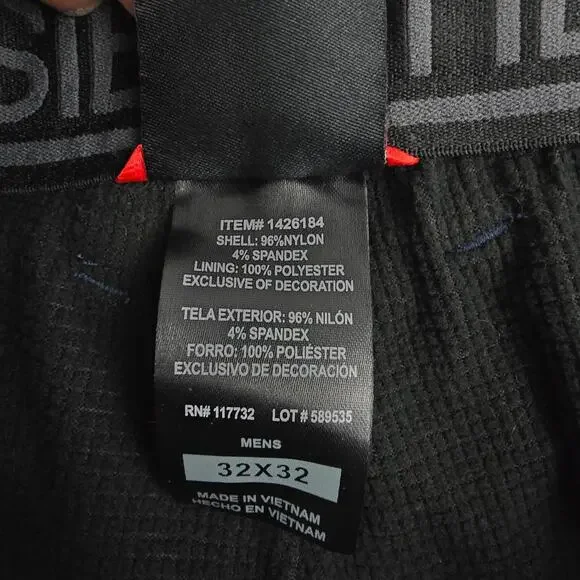 ITEM# 1426184
SHELL: 96%NYLON
4% SPANDEX
LINING: 100% POLYESTER
EXCLUSIVE OF DECORATION
TELA EXTERIOR: 96% NILÓN
4% SPANDEX
FORRO: 100% POLIÉSTER
EXCLUSIVO DE DECORACIÓN
RN# 117732 LOT # 589535
MENS
32X32
MADE IN VIETNAM
HECHO EN VIETNAM